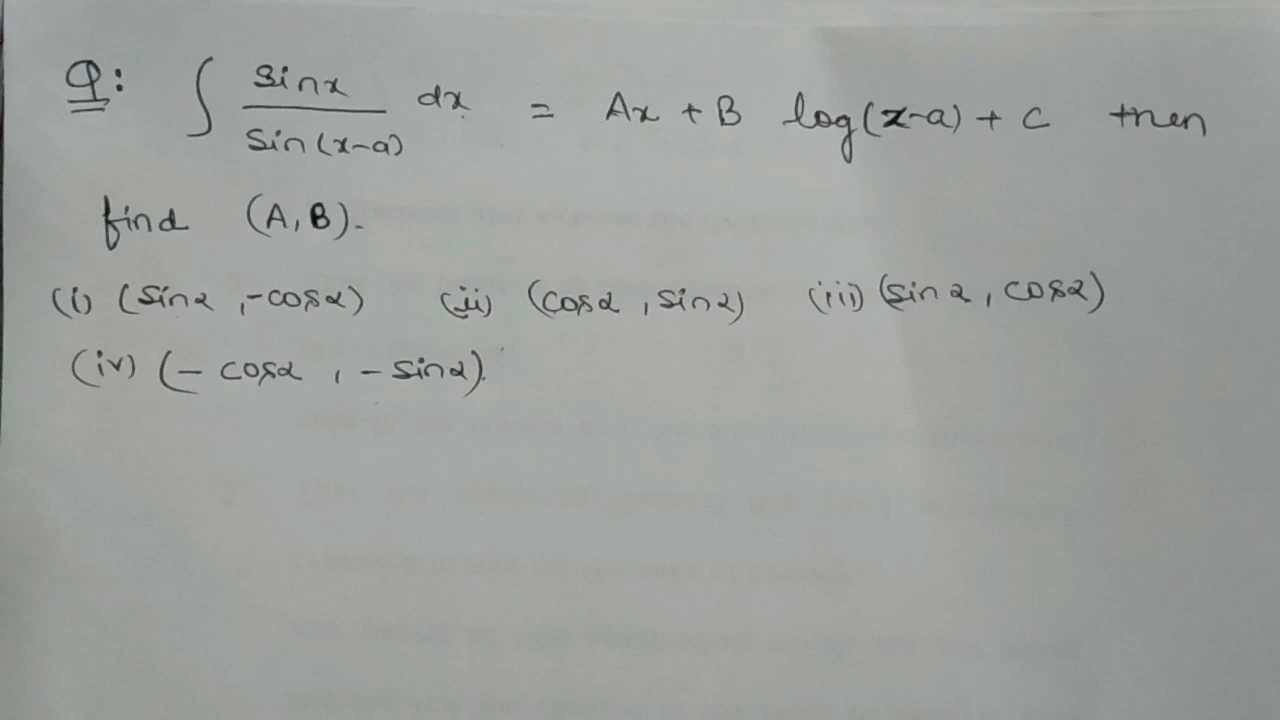 Q: ∫ sinx / sin(x-a) dx = Ax + B log(x-a) + C then
find (A, B).
(i) (sinα, -cosα) (ii) (cosα, sinα) (iii) (sinα, cosα)
(iv) (- cosα, - sinα).